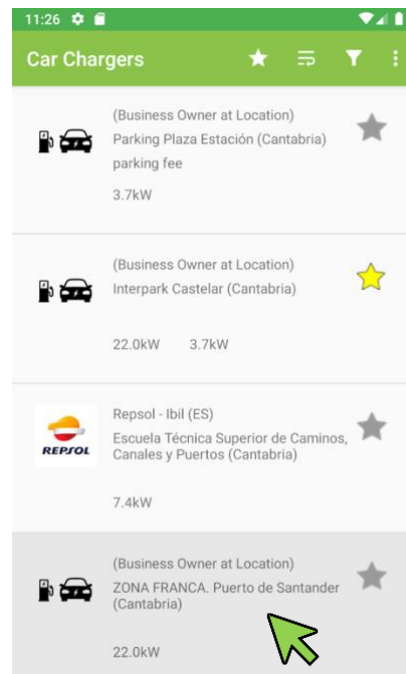 11:26
Car Chargers
(Business Owner at Location)
Parking Plaza Estación (Cantabria)
parking fee
3.7kW
(Business Owner at Location)
Interpark Castelar (Cantabria)
22.0kW 3.7kW
Repsol - Ibil (ES)
Escuela Técnica Superior de Caminos,
Canales y Puertos (Cantabria)
REPSOL
7.4kW
(Business Owner at Location)
ZONA FRANCA. Puerto de Santander
(Cantabria)
22.0kW